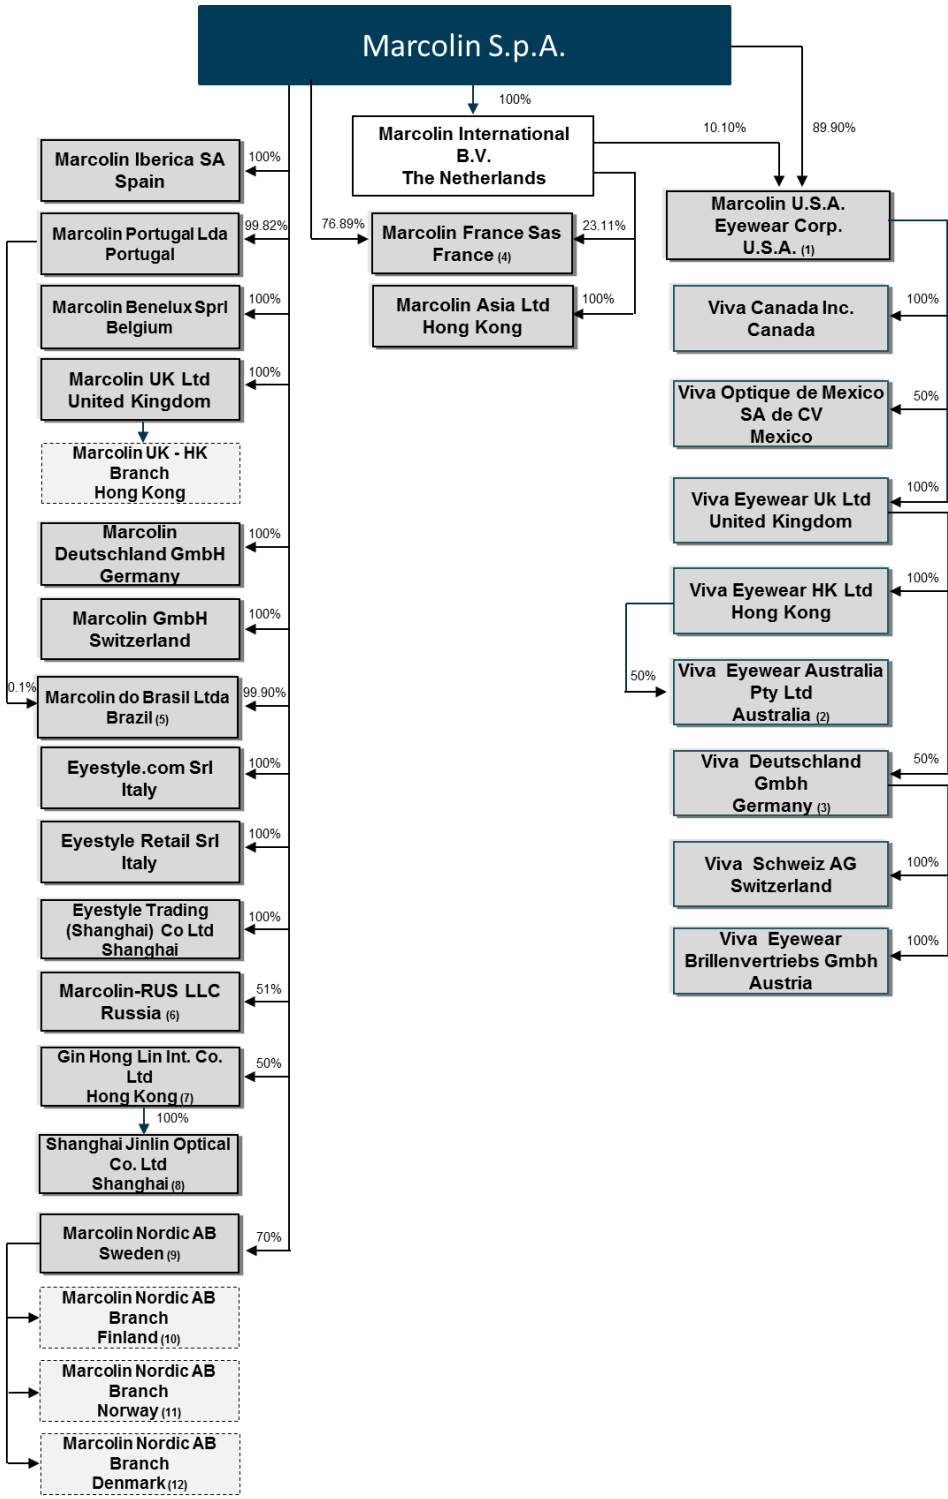 Marcolin S.p.A.
100%
Marcolin International
B.V.
The Netherlands
10.10%
89.90%
Marcolin Iberica SA
Spain
100%
Marcolin Portugal Lda
Portugal
99.82%
76.89%
Marcolin France Sas
France (4)
23.11%
Marcolin U.S.A.
Eyewear Corp.
U.S.A. (1)
Marcolin Benelux Sprl
Belgium
100%
Marcolin Asia Ltd
Hong Kong
100%
Viva Canada Inc.
Canada
100%
Marcolin UK Ltd
United Kingdom
100%
Viva Optique de Mexico
SA de CV
Mexico
50%
Marcolin UK - HK
Branch
Hong Kong
Viva Eyewear Uk Ltd
United Kingdom
100%
Marcolin
Deutschland GmbH
Germany
100%
Viva Eyewear HK Ltd
Hong Kong
100%
Marcolin GmbH
Switzerland
100%
0.1%
Marcolin do Brasil Ltda
Brazil (5)
99.90%
50%
Viva Eyewear Australia
Pty Ltd
Australia (2)
Eyestyle.com Srl
Italy
100%
Viva Deutschland
Gmbh
Germany (3)
50%
Eyestyle Retail Srl
Italy
100%
Viva Schweiz AG
Switzerland
100%
Eyestyle Trading
(Shanghai) Co Ltd
Shanghai
100%
Viva Eyewear
Brillenvertriebs Gmbh
Austria
100%
Marcolin-RUS LLC
Russia (6)
51%
Gin Hong Lin Int. Co.
Ltd
Hong Kong (7)
50%
100%
Shanghai Jinlin Optical
Co. Ltd
Shanghai (8)
Marcolin Nordic AB
Sweden (9)
70%
Marcolin Nordic AB
Branch
Finland (10)
Marcolin Nordic AB
Branch
Norway (11)
Marcolin Nordic AB
Branch
Denmark (12)